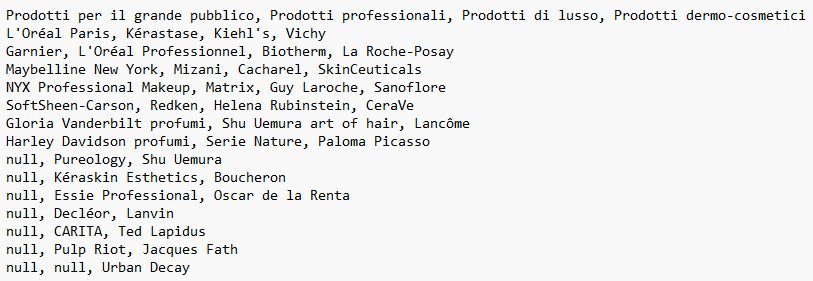 Prodotti per il grande pubblico, Prodotti professionali, Prodotti di lusso, Prodotti dermo-cosmetici
L'Oréal Paris, Kérastase, Kiehl's, Vichy
Garnier, L'Oréal Professionnel, Biotherm, La Roche-Posay
Maybelline New York, Mizani, Cacharel, SkinCeuticals
NYX Professional Makeup, Matrix, Guy Laroche, Sanoflore
SoftSheen-Carson, Redken, Helena Rubinstein, CeraVe
Gloria Vanderbilt profumi, Shu Uemura art of hair, Lancôme
Harley Davidson profumi, Serie Nature, Paloma Picasso
null, Pureology, Shu Uemura
null, Kéraskin Esthetics, Boucheron
null, Essie Professional, Oscar de la Renta
null, Decléor, Lanvin
null, CARITA, Ted Lapidus
null, Pulp Riot, Jacques Fath
null, null, Urban Decay